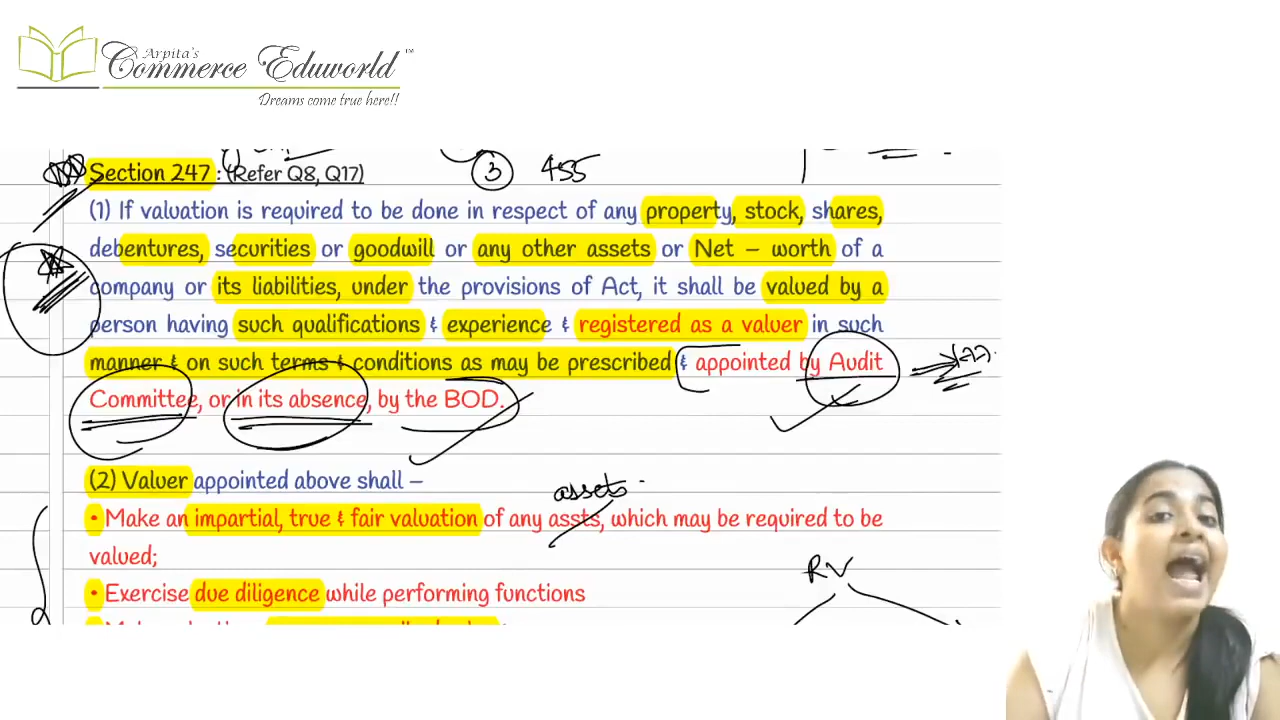 Arpita's
Commerce Eduworld™
Dreams come true here!!
Section 247 : (Refer Q8, Q17) 3 455
(1) If valuation is required to be done in respect of any property, stock, shares,
debentures, securities or goodwill or any other assets or Net – worth of a
company or its liabilities, under the provisions of Act, it shall be valued by a
person having such qualifications & experience & registered as a valuer in such
manner & on such terms & conditions as may be prescribed & appointed by Audit
Committee, or in its absence, by the BOD.
(2) Valuer appointed above shall –
assets
• Make an impartial, true & fair valuation of any assts, which may be required to be
valued;
RV
• Exercise due diligence while performing functions